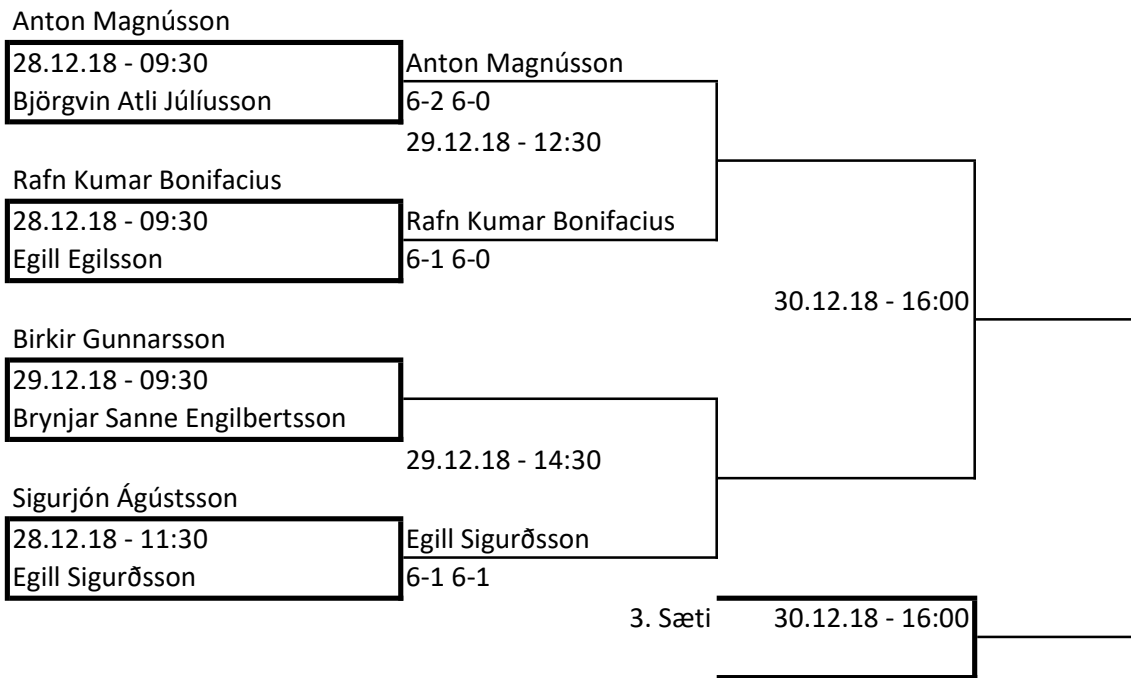 Anton Magnússon
28.12.18 - 09:30
Anton Magnússon
Björgvin Atli Júlíusson
6-2 6-0
29.12.18 - 12:30
Rafn Kumar Bonifacius
28.12.18 - 09:30
Rafn Kumar Bonifacius
Egill Egilsson
6-1 6-0
30.12.18 - 16:00
Birkir Gunnarsson
29.12.18 - 09:30
Brynjar Sanne Engilbertsson
29.12.18 - 14:30
Sigurjón Ágústsson
28.12.18 - 11:30
Egill Sigurðsson
Egill Sigurðsson
6-1 6-1
3. Sæti
30.12.18 - 16:00